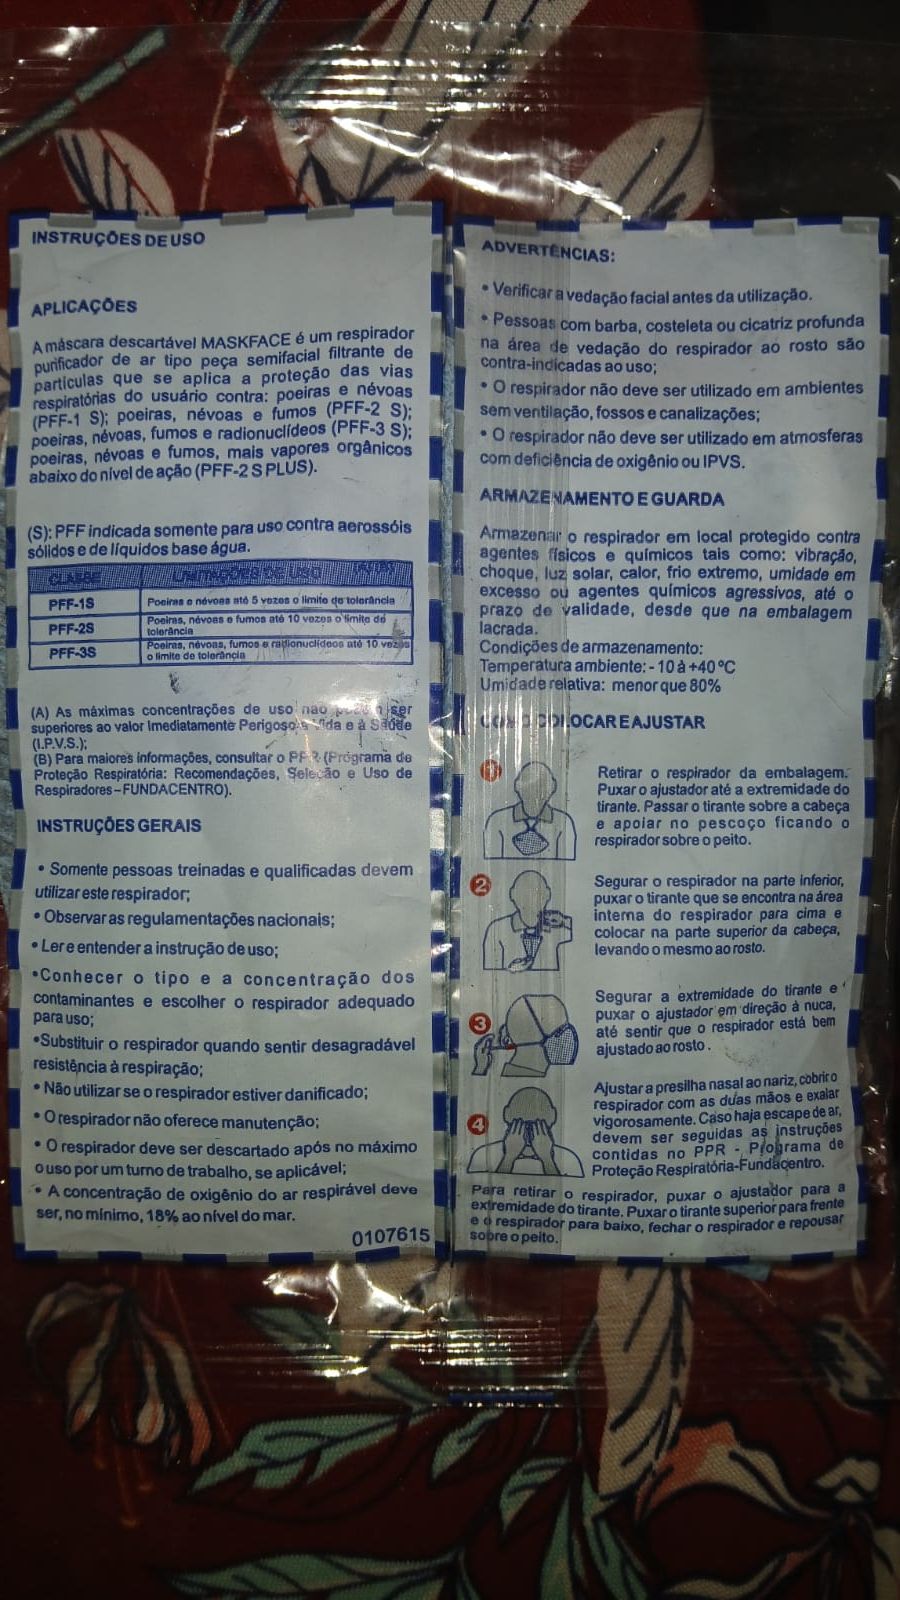 INSTRUÇÕES DE USO
APLICAÇÕES
A máscara descartável MASKFACE é um respirador
purificador de ar tipo peça semifacial filtrante de
partículas que se aplica a proteção das vias
respiratórias do usuário contra: poeiras e névoas
(PFF-1 S); poeiras, névoas e fumos (PFF-2 S);
poeiras, névoas, fumos e radionuclídeos (PFF-3 S);
poeiras, névoas e fumos, mais vapores orgânicos
abaixo do nível de ação (PFF-2 S PLUS).
(S): PFF indicada somente para uso contra aerossóis
sólidos e de líquidos base água.
CLASSE LIMITAÇÕES DE USO (A) (B)
PFF-1S Poeiras e névoas até 5 vezes o limite de tolerância
PFF-2S Poeiras, névoas e fumos até 10 vezes o limite de
tolerância
PFF-3S Poeiras, névoas, fumos e radionuclídeos até 10 vezes
o limite de tolerância
(A) As máximas concentrações de uso não podem ser
superiores ao valor Imediatamente Perigoso a Vida e à Saúde
(I.P.V.S.);
(B) Para maiores informações, consultar o PPR (Programa de
Proteção Respiratória: Recomendações, Seleção e Uso de
Respiradores – FUNDACENTRO).
INSTRUÇÕES GERAIS
• Somente pessoas treinadas e qualificadas devem
utilizar este respirador;
• Observar as regulamentações nacionais;
• Ler e entender a instrução de uso;
•Conhecer o tipo e a concentração dos
contaminantes e escolher o respirador adequado
para uso;
•Substituir o respirador quando sentir desagradável
resistência à respiração;
• Não utilizar se o respirador estiver danificado;
• O respirador não oferece manutenção;
• O respirador deve ser descartado após no máximo
o uso por um turno de trabalho, se aplicável;
• A concentração de oxigênio do ar respirável deve
ser, no mínimo, 18% ao nível do mar.
0107615
ADVERTÊNCIAS:
• Verificar a vedação facial antes da utilização.
• Pessoas com barba, costeleta ou cicatriz profunda
na área de vedação do respirador ao rosto são
contra-indicadas ao uso;
• O respirador não deve ser utilizado em ambientes
sem ventilação, fossos e canalizações;
• O respirador não deve ser utilizado em atmosferas
com deficiência de oxigênio ou IPVS.
ARMAZENAMENTO E GUARDA
Armazenar o respirador em local protegido contra
agentes físicos e químicos tais como: vibração,
choque, luz solar, calor, frio extremo, umidade em
excesso ou agentes químicos agressivos, até o
prazo de validade, desde que na embalagem
lacrada.
Condições de armazenamento:
Temperatura ambiente: - 10 à +40 °C
Umidade relativa: menor que 80%
COMO COLOCAR E AJUSTAR
1
Retirar o respirador da embalagem.
Puxar o ajustador até a extremidade do
tirante. Passar o tirante sobre a cabeça
e apoiar no pescoço ficando o
respirador sobre o peito.
2
Segurar o respirador na parte inferior,
puxar o tirante que se encontra na área
interna do respirador para cima e
colocar na parte superior da cabeça,
levando o mesmo ao rosto.
3
Segurar a extremidade do tirante e
puxar o ajustador em direção à nuca,
até sentir que o respirador está bem
ajustado ao rosto.
4
Ajustar a presilha nasal ao nariz, cobrir o
respirador com as duas mãos e exalar
vigorosamente. Caso haja escape de ar,
devem ser seguidas as instruções
contidas no PPR - Programa de
Proteção Respiratória-Fundacentro.
Para retirar o respirador, puxar o ajustador para a
extremidade do tirante. Puxar o tirante superior para frente
e o respirador para baixo, fechar o respirador e repousar
sobre o peito.